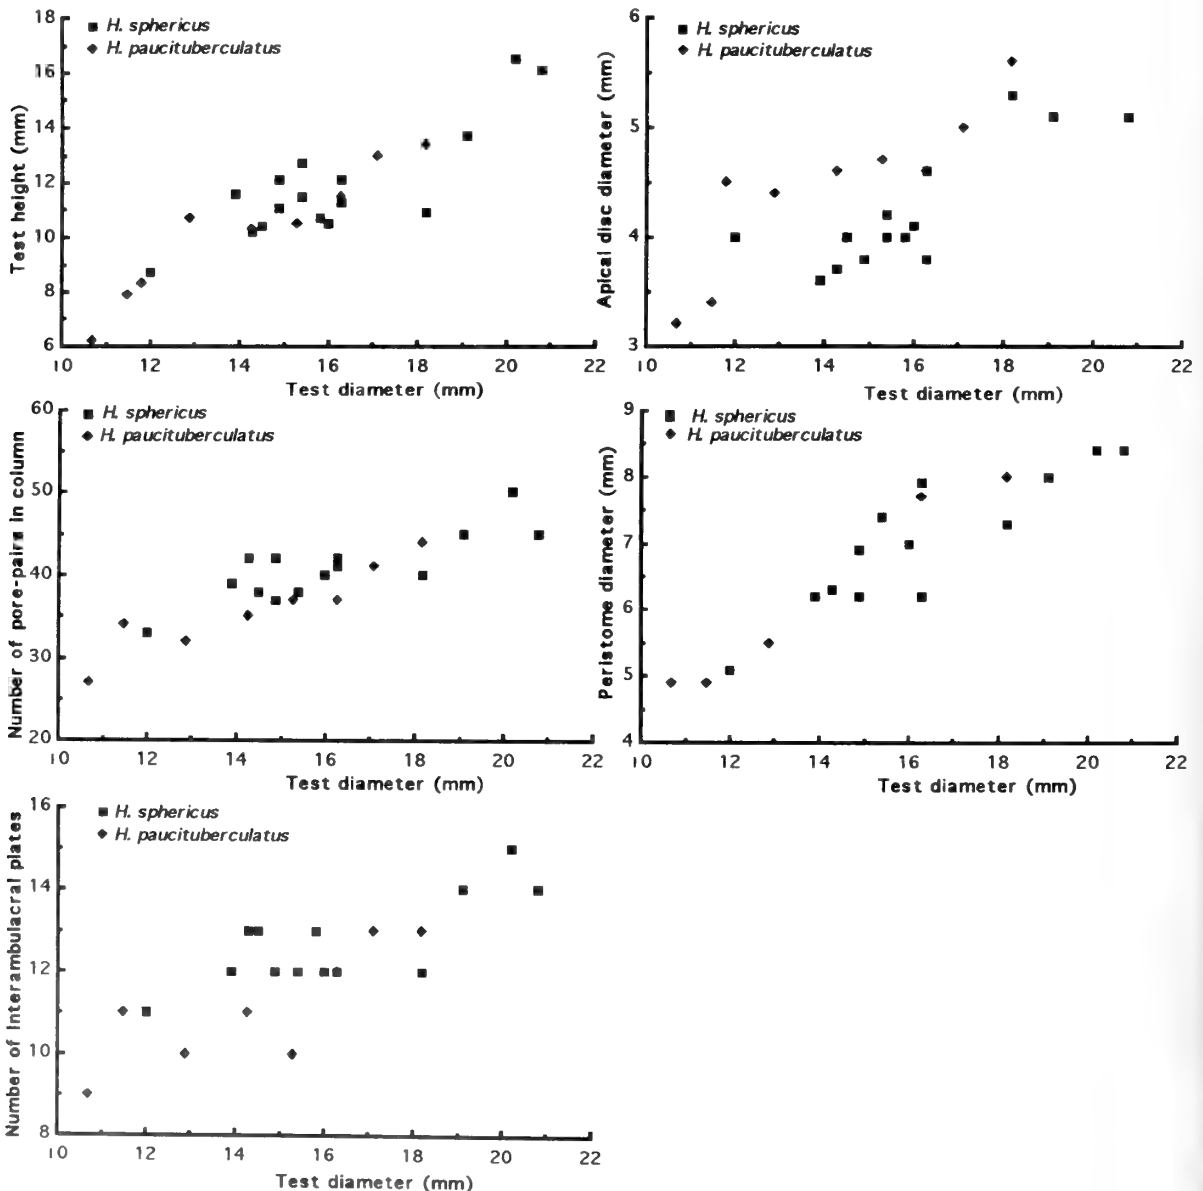 18
16
14
12
10
8
6
Test height (mm)
H. sphericus
H. paucituberculatus
10 12 14 16 18 20 22
Test diameter (mm)
6
5
4
3
Apical disc diameter (mm)
H. sphericus
H. paucituberculatus
10 12 14 16 18 20 22
Test diameter (mm)
60
50
40
30
20
Number of pore-pairs in column
H. sphericus
H. paucituberculatus
10 12 14 16 18 20 22
Test diameter (mm)
9
8
7
6
5
4
Peristome diameter (mm)
H. sphericus
H. paucituberculatus
10 12 14 16 18 20 22
Test diameter (mm)
16
14
12
10
8
Number of Interambulacral plates
H. sphericus
H. paucituberculatus
10 12 14 16 18 20 22
Test diameter (mm)